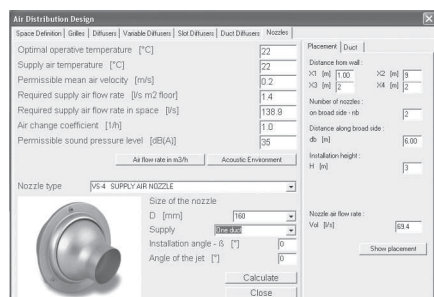 Air Distribution Design
Space Definition | Grilles | Diffusers | Variable Diffusers | Slot Diffusers | Duct Diffusers | Nozzles
Optimal operative temperature [°C] 22
Supply air temperature [°C] 22
Permissible mean air velocity [m/s] 0.2
Required supply air flow rate [l/s m2 floor] 1.4
Required supply air flow rate in space [l/s] 138.9
Air change coefficient [1/h] 1.0
Permissible sound pressure level [dB(A)] 35
Air flow rate in m3/h Acoustic Environment
Nozzle type VS-4 SUPPLY AIR NOZZLE
Size of the nozzle
D [mm] 160
Supply One duct
Installation angle - ß [°] 0
Angle of the jet [°] 0
Calculate
Close
Placement | Duct
Distance from wall :
X1 [m] 1.00 X2 [m] 9
X3 [m] 2 X4 [m] 2
Number of nozzles :
on broad side - nb 2
Distance along broad side :
db [m] 6.00
Installation height :
H [m] 3
Nozzle air flow rate :
Vol [l/s] 69.4
Show placement